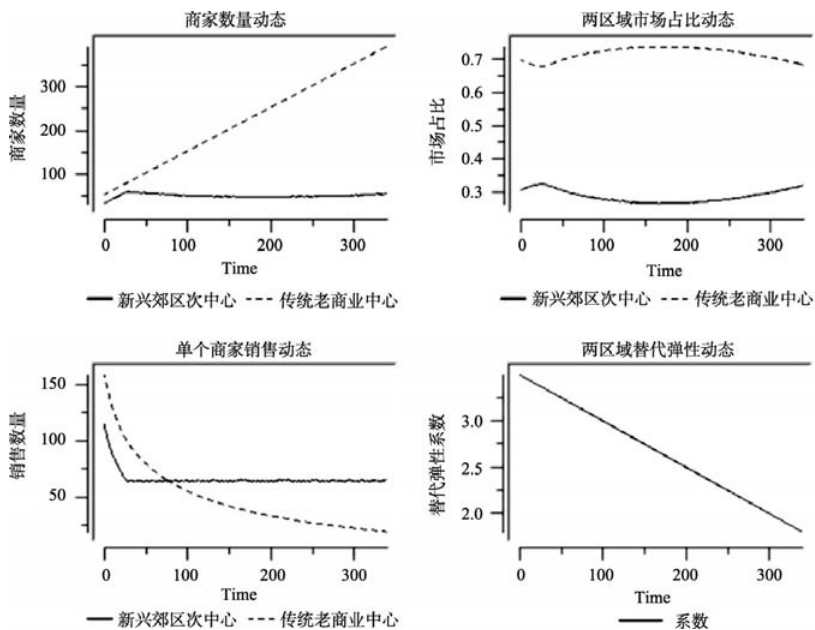 商家数量动态
商家数量
300
200
100
0 100 200 300
Time
新兴郊区次中心 传统老商业中心
两区域市场占比动态
市场占比
0.7
0.6
0.5
0.4
0.3
0 100 200 300
Time
新兴郊区次中心 传统老商业中心
单个商家销售动态
销售数量
150
100
50
0 100 200 300
Time
新兴郊区次中心 传统老商业中心
两区域替代弹性动态
替代弹性系数
3.0
2.5
2.0
0 100 200 300
Time
系数